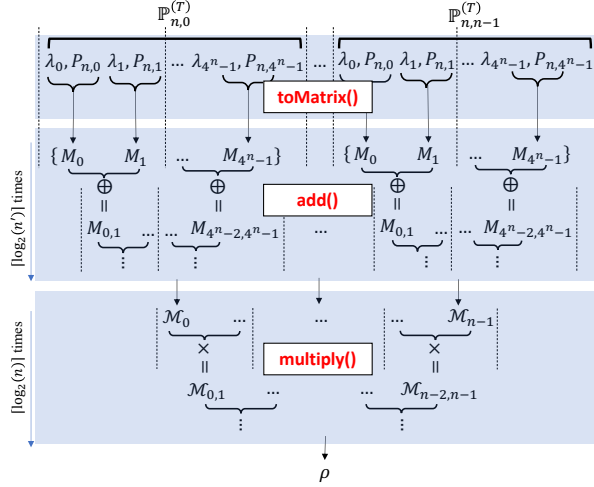 ℙ_{n,0}^{(T)} ℙ_{n,n−1}^{(T)}
λ_0, P_{n,0} λ_1, P_{n,1} ... λ_{4^n−1}, P_{n,4^n−1} ... λ_0, P_{n,0} λ_1, P_{n,1} ... λ_{4^n−1}, P_{n,4^n−1}
toMatrix()
{M_0 M_1 ... M_{4^n−1}} {M_0 M_1 ... M_{4^n−1}}
⊕ ⊕ ⊕ ⊕
= = = =
⌈log_2(n′)⌉ times
add()
M_{0,1} ... ... M_{4^n−2,4^n−1} ... M_{0,1} ... ... M_{4^n−2,4^n−1}
⋮ ⋮ ⋮ ⋮
ℳ_0 ... ... ... ℳ_{n−1}
× ×
= =
⌈log_2(n)⌉ times
multiply()
ℳ_{0,1} ... ... ℳ_{n−2,n−1}
⋮ ⋮
ρ